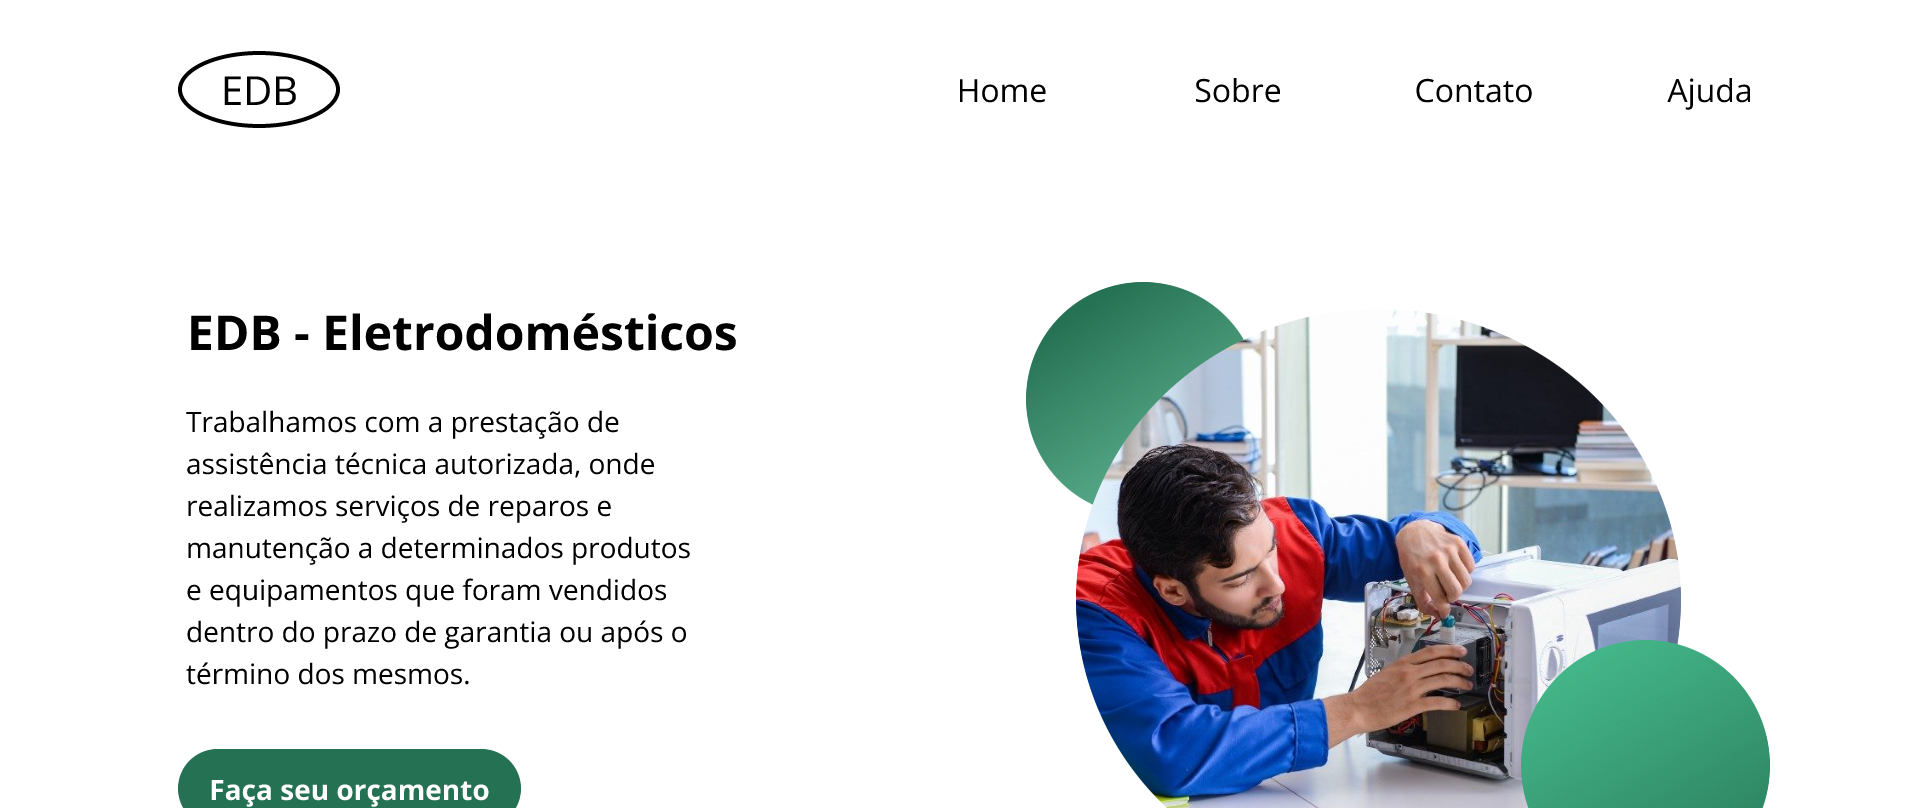 EDB
Home Sobre Contato Ajuda
EDB - Eletrodomésticos
Trabalhamos com a prestação de
assistência técnica autorizada, onde
realizamos serviços de reparos e
manutenção a determinados produtos
e equipamentos que foram vendidos
dentro do prazo de garantia ou após o
término dos mesmos.
Faça seu orçamento